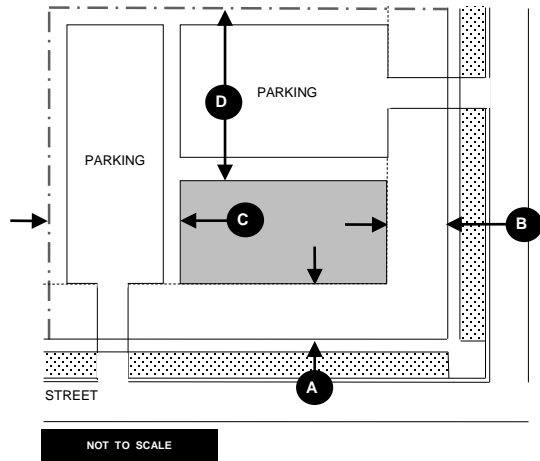 D
PARKING
PARKING
C
B
A
STREET
NOT TO SCALE